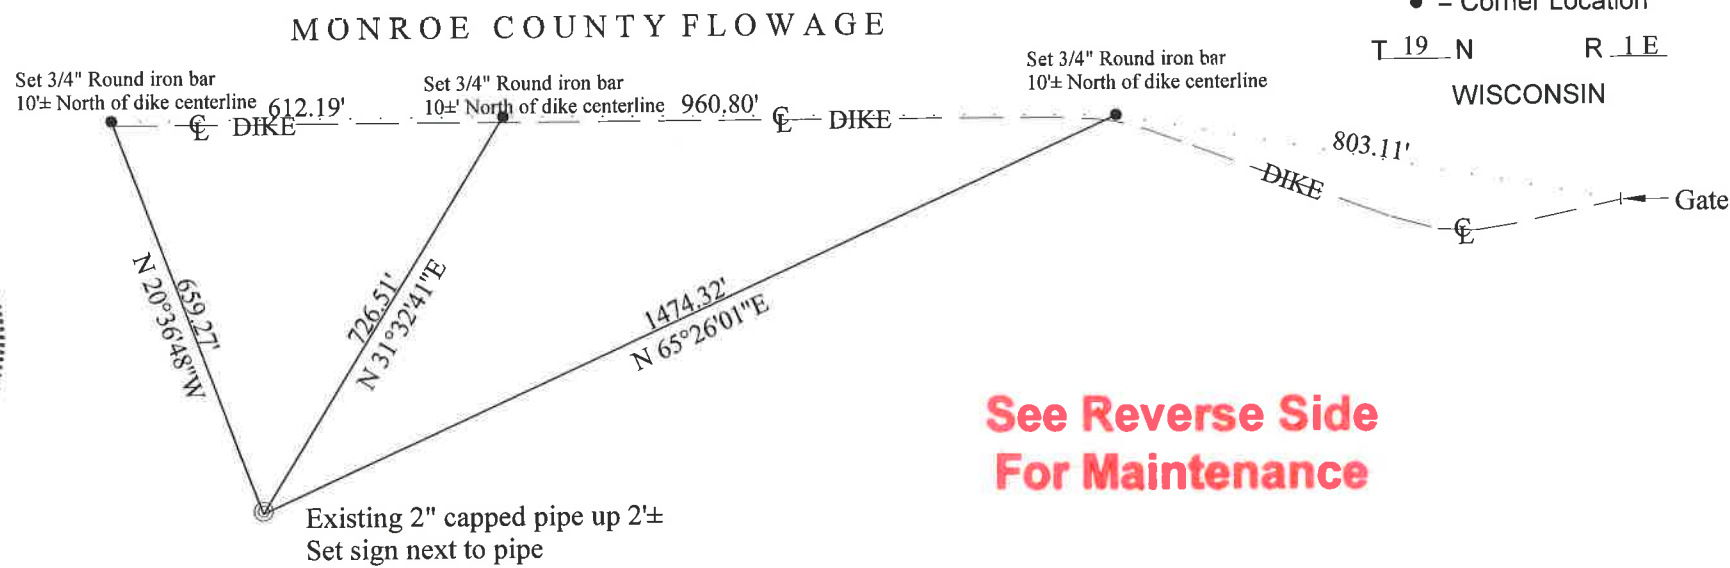 MONROE COUNTY FLOWAGE
= Corner Location
T 19 N R 1 E
WISCONSIN
Set 3/4" Round iron bar
10'± North of dike centerline
612.19'
℄ DIKE
Set 3/4" Round iron bar
10±' North of dike centerline
960.80'
℄ DIKE
Set 3/4" Round iron bar
10'± North of dike centerline
803.11'
DIKE
℄
Gate
659.27'
N 20°36'48"W
726.51'
N 31°32'41"E
1474.32'
N 65°26'01"E
See Reverse Side
For Maintenance
Existing 2" capped pipe up 2'±
Set sign next to pipe